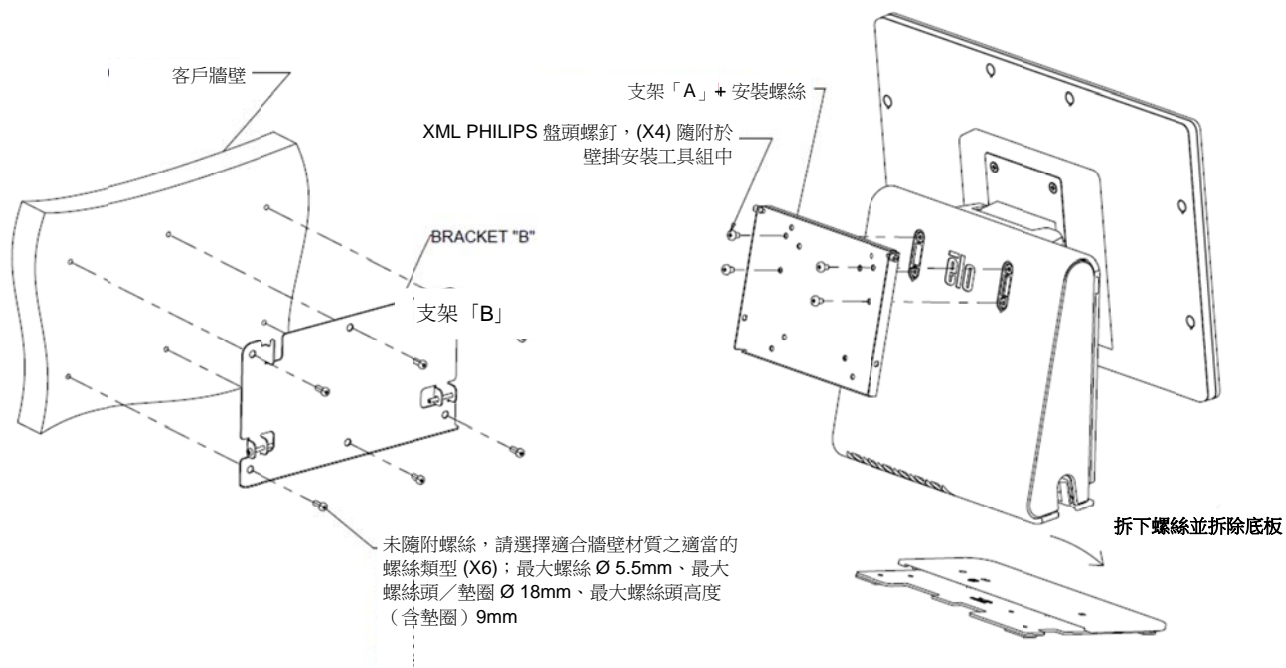 客戶牆壁
支架「A」+ 安裝螺絲
XML PHILIPS 盤頭螺釘，(X4) 隨附於
壁掛安裝工具組中
BRACKET "B"
支架「B」
elo
拆下螺絲並拆除底板
未隨附螺絲，請選擇適合牆壁材質之適當的
螺絲類型 (X6)；最大螺絲 Ø 5.5mm、最大
螺絲頭／墊圈 Ø 18mm、最大螺絲頭高度
（含墊圈）9mm